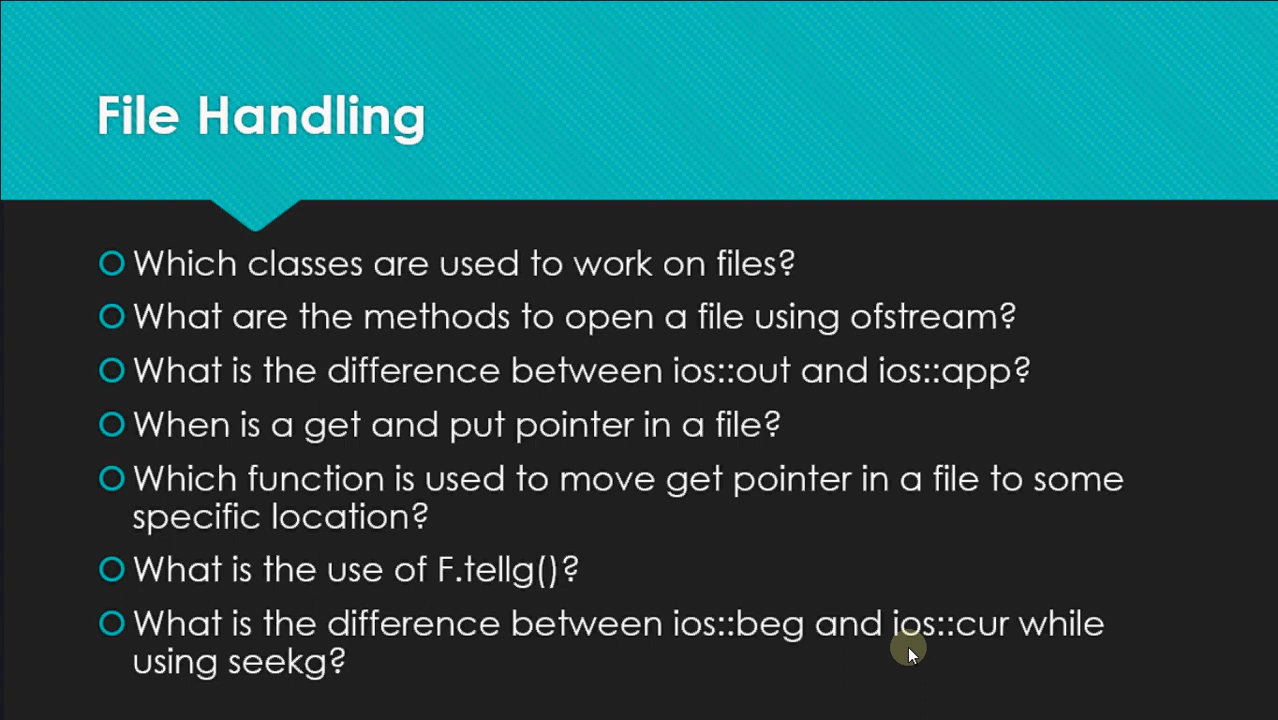 File Handling
Which classes are used to work on files?
What are the methods to open a file using ofstream?
What is the difference between ios::out and ios::app?
When is a get and put pointer in a file?
Which function is used to move get pointer in a file to some
specific location?
What is the use of F.tellg()?
What is the difference between ios::beg and ios::cur while
using seekg?